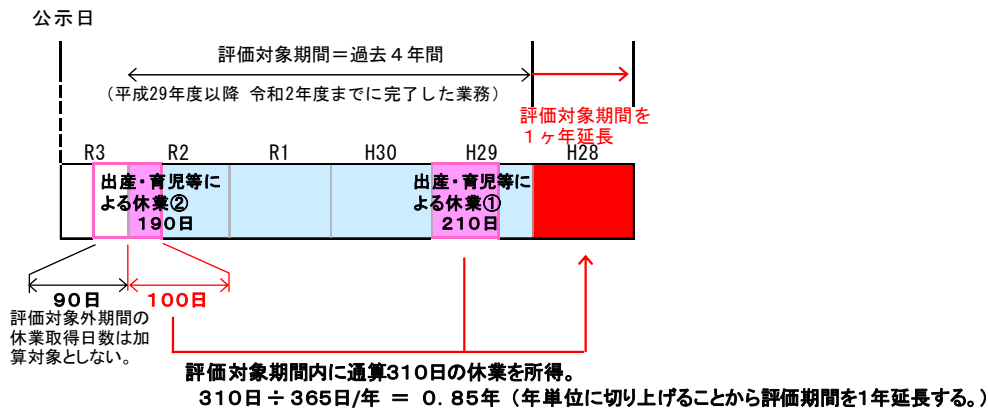 公示日
評価対象期間＝過去４年間
（平成29年度以降 令和2年度までに完了した業務）
評価対象期間を
１ヶ年延長
R3 R2 R1 H30 H29 H28
出産・育児等に
よる休業②
１９０日
出産・育児等に
よる休業①
２１０日
９０日
１００日
評価対象外期間の
休業取得日数は加
算対象としない。
評価対象期間内に通算310日の休業を所得。
310日÷365日/年 ＝ 0.85年（年単位に切り上げることから評価期間を1年延長する。）